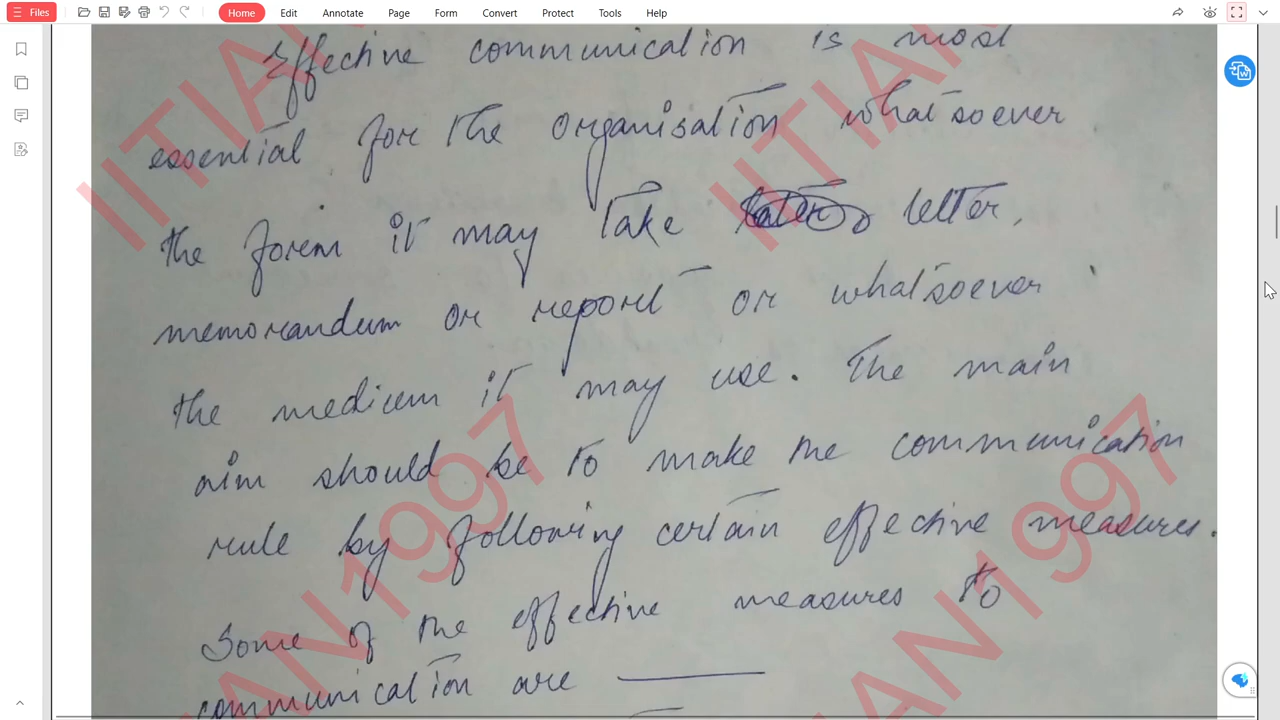 Files
Home
Edit
Annotate
Page
Form
Convert
Protect
Tools
Help
Effective communication is most
essential for the organisation whatsoever
the form it may take letter,
memorandum or report or whatsoever
the medium it may use. The main
aim should be to make the communication
rule by following certain effective measures.
Some of the effective measures to
communication are —
IITIAN1997
IITIAN1997